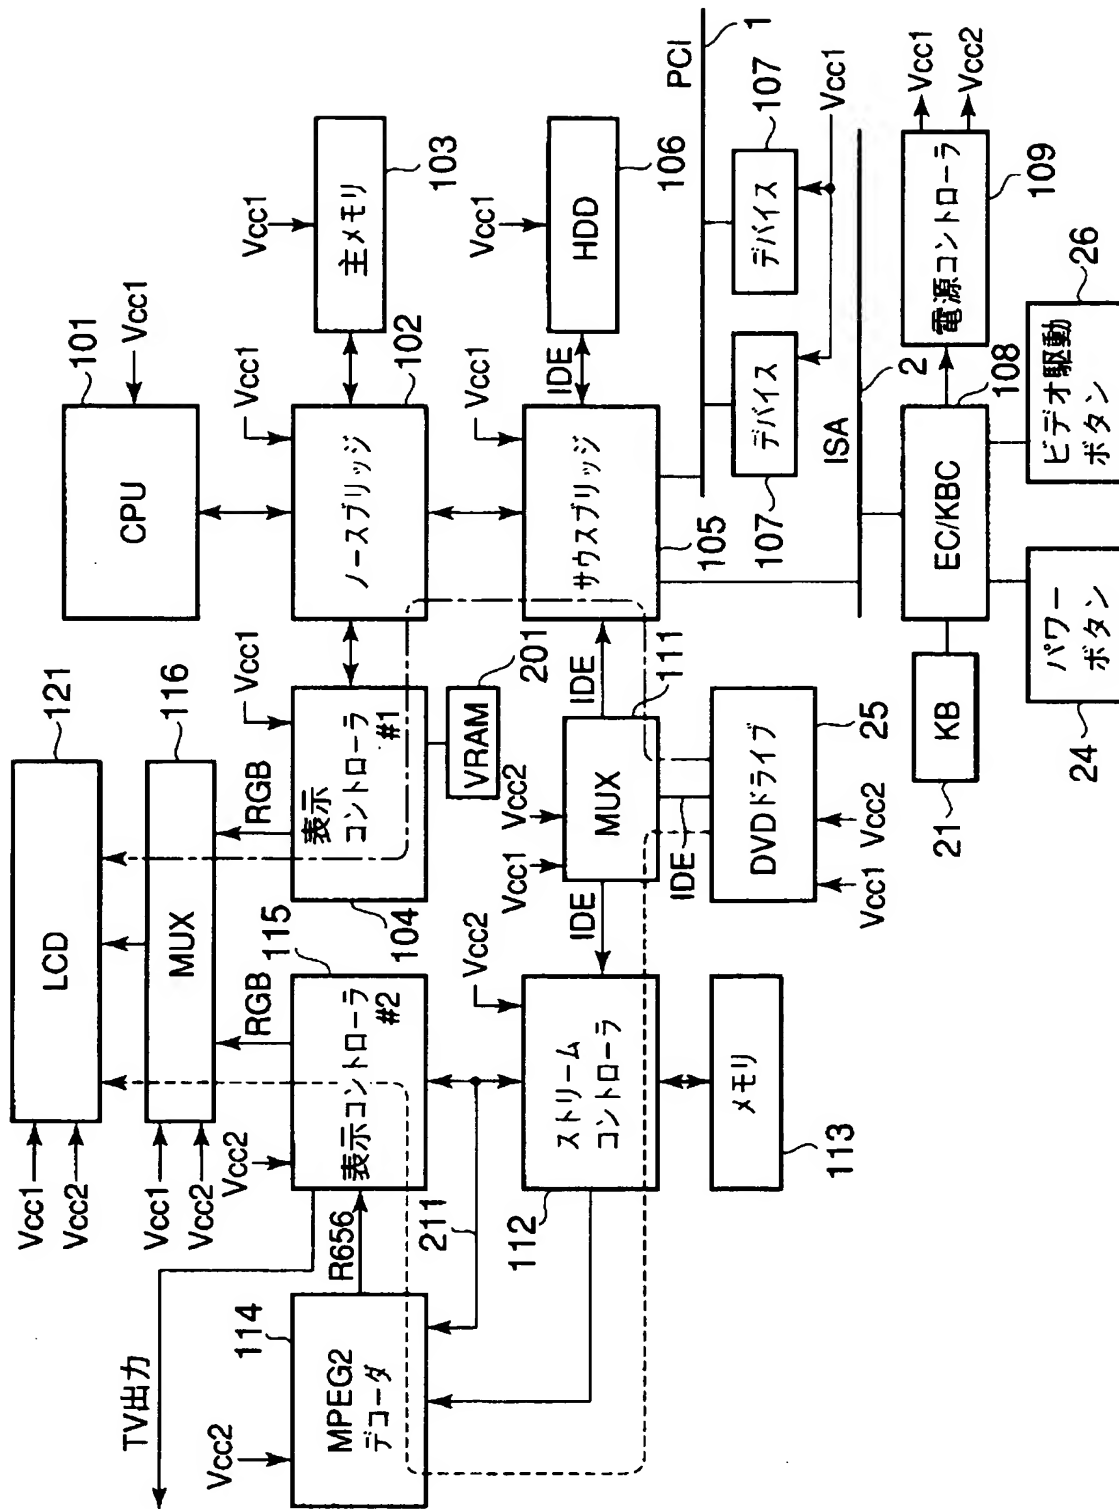 Vcc1
LCD
121
Vcc2
TV出力
Vcc1
MUX
116
CPU
101
Vcc1
Vcc2
Vcc2
Vcc2
RGB
RGB
Vcc1
Vcc1
Vcc1
114
115
MPEG2
デコーダ
R656
表示コントローラ
#2
104
表示
コントローラ
#1
ノースブリッジ
102
主メモリ
103
211
VRAM
201
Vcc2
Vcc1
Vcc2
Vcc1
Vcc1
112
ストリーム
コントローラ
IDE
MUX
IDE
111
サウスブリッジ
105
IDE
HDD
106
IDE
PCI
1
113
メモリ
DVDドライブ
25
107
デバイス
デバイス
107
Vcc1
Vcc2
Vcc1
ISA
2
21
KB
EC/KBC
108
電源コントローラ
109
Vcc1
Vcc2
24
パワー
ボタン
ビデオ駆動
ボタン
26